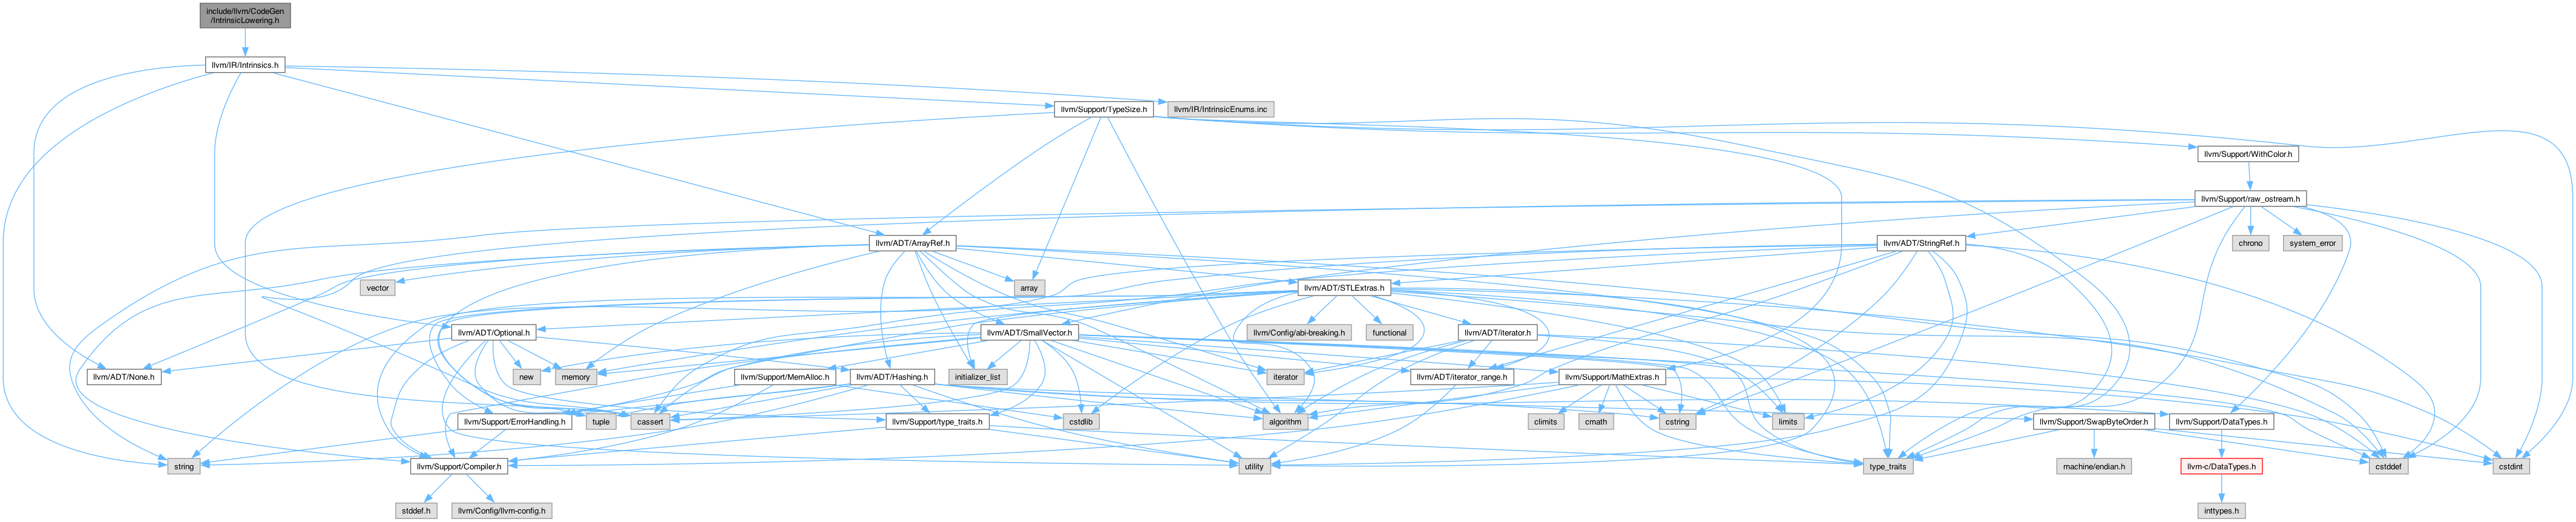 include/llvm/CodeGen
/IntrinsicLowering.h
llvm/IR/Intrinsics.h
llvm/Support/TypeSize.h
llvm/IR/IntrinsicEnums.inc
llvm/Support/WithColor.h
llvm/Support/raw_ostream.h
llvm/ADT/ArrayRef.h
llvm/ADT/StringRef.h
chrono
system_error
vector
array
llvm/ADT/STLExtras.h
llvm/ADT/Optional.h
llvm/ADT/SmallVector.h
llvm/Config/abi-breaking.h
functional
llvm/ADT/iterator.h
llvm/ADT/None.h
new
memory
llvm/Support/MemAlloc.h
llvm/ADT/Hashing.h
initializer_list
iterator
llvm/ADT/iterator_range.h
llvm/Support/MathExtras.h
llvm/Support/ErrorHandling.h
tuple
cassert
llvm/Support/type_traits.h
cstdlib
algorithm
climits
cmath
cstring
limits
llvm/Support/SwapByteOrder.h
llvm/Support/DataTypes.h
string
llvm/Support/Compiler.h
utility
type_traits
machine/endian.h
llvm-c/DataTypes.h
cstddef
cstdint
stddef.h
llvm/Config/llvm-config.h
inttypes.h